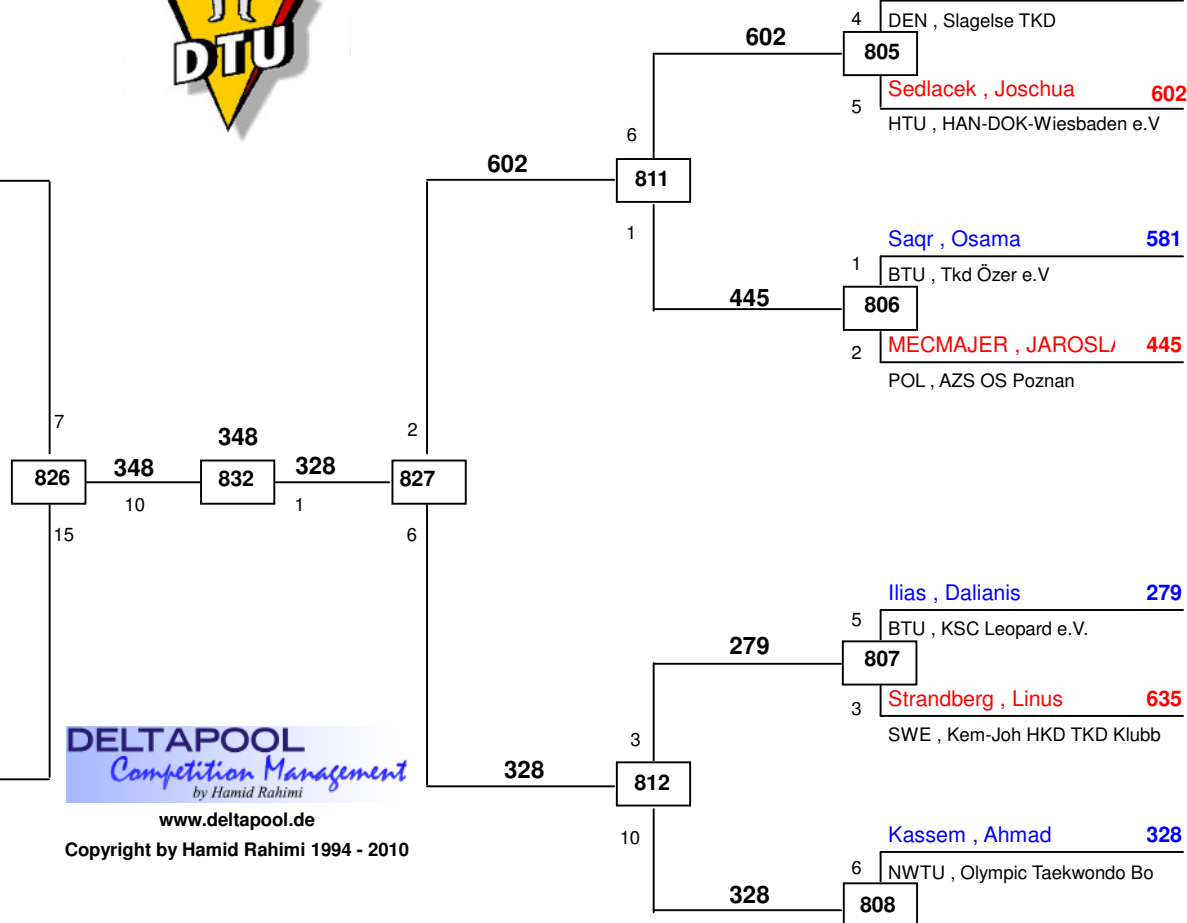 DTU
4
DEN , Slagelse TKD
602
805
Sedlacek , Joschua 602
5
HTU , HAN-DOK-Wiesbaden e.V
6
602
811
1
Saqr , Osama 581
1
BTU , Tkd Özer e.V
445
806
MECMAJER , JAROSLA 445
2
POL , AZS OS Poznan
7
2
348
826
348
832
328
827
10
1
15
6
Ilias , Dalianis 279
5
BTU , KSC Leopard e.V.
279
807
Strandberg , Linus 635
3
SWE , Kem-Joh HKD TKD Klubb
3
328
812
10
DELTAPOOL
Competition Management
by Hamid Rahimi
www.deltapool.de
Copyright by Hamid Rahimi 1994 - 2010
Kassem , Ahmad 328
6
NWTU , Olympic Taekwondo Bo
328
808